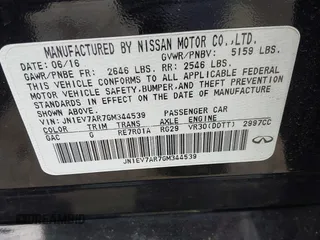 MANUFACTURED BY NISSAN MOTOR CO.,LTD.
DATE: 06/16 GVWR/PNBV: 5159 LBS.
GAWR/PNBE FR: 2646 LBS. RR: 2546 LBS.
THIS VEHICLE CONFORMS TO ALL APPLICABLE FEDERAL
MOTOR VEHICLE SAFETY,BUMPER,AND THEFT PREVENTION
STANDARDS IN EFFECT ON THE DATE OF MANUFACTURE
SHOWN ABOVE.
VIN: JN1EV7AR7GM344539 PASSENGER CAR
COLOR TRIM TRANS AXLE ENGINE
GAC G RE7R01A RG29 VR30(DDTT) 2997CC
JN1EV7AR7GM344539